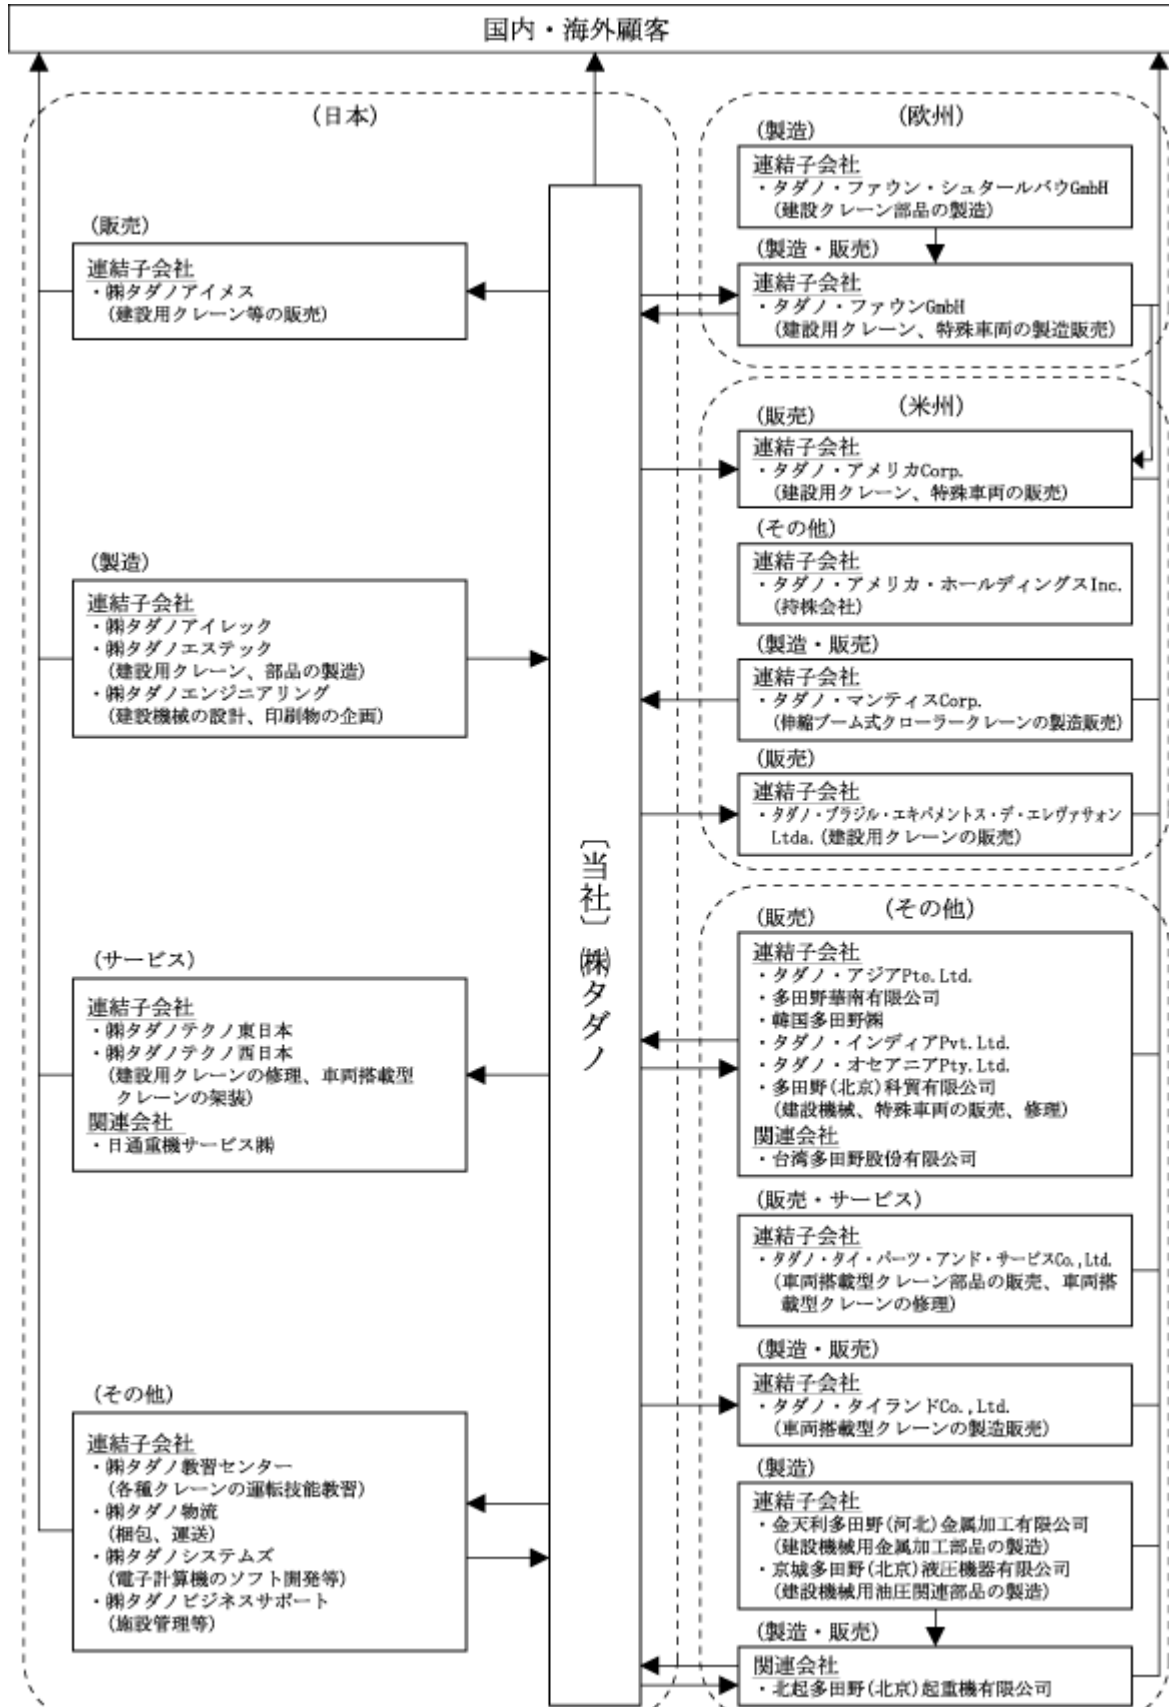 国内・海外顧客
(日本)
(販売)
連結子会社
・㈱タダノアイメス
(建設用クレーン等の販売)
(製造)
連結子会社
・㈱タダノアイレック
・㈱タダノエステック
(建設用クレーン、部品の製造)
・㈱タダノエンジニアリング
(建設機械の設計、印刷物の企画)
(サービス)
連結子会社
・㈱タダノテクノ東日本
・㈱タダノテクノ西日本
(建設用クレーンの修理、車両搭載型
クレーンの架装)
関連会社
・日通重機サービス㈱
(その他)
連結子会社
・㈱タダノ教習センター
(各種クレーンの運転技能教習)
・㈱タダノ物流
(梱包、運送)
・㈱タダノシステムズ
(電子計算機のソフト開発等)
・㈱タダノビジネスサポート
(施設管理等)
〔当社〕㈱タダノ
(欧州)
(製造)
連結子会社
・タダノ・ファウン・シュタールバウGmbH
(建設クレーン部品の製造)
(製造・販売)
連結子会社
・タダノ・ファウンGmbH
(建設用クレーン、特殊車両の製造販売)
(米州)
(販売)
連結子会社
・タダノ・アメリカCorp.
(建設用クレーン、特殊車両の販売)
(その他)
連結子会社
・タダノ・アメリカ・ホールディングスInc.
(持株会社)
(製造・販売)
連結子会社
・タダノ・マンティスCorp.
(伸縮ブーム式クローラークレーンの製造販売)
(販売)
連結子会社
・タダノ・ブラジル・エキパメントス・デ・エレヴァサォン
Ltda.(建設用クレーンの販売)
(その他)
(販売)
連結子会社
・タダノ・アジアPte.Ltd.
・多田野華南有限公司
・韓国多田野㈱
・タダノ・インディアPvt.Ltd.
・タダノ・オセアニアPty.Ltd.
・多田野(北京)科貿有限公司
(建設機械、特殊車両の販売、修理)
関連会社
・台湾多田野股份有限公司
(販売・サービス)
連結子会社
・タダノ・タイ・パーツ・アンド・サービスCo.,Ltd.
(車両搭載型クレーン部品の販売、車両搭
載型クレーンの修理)
(製造・販売)
連結子会社
・タダノ・タイランドCo.,Ltd.
(車両搭載型クレーンの製造販売)
(製造)
連結子会社
・金天利多田野(河北)金属加工有限公司
(建設機械用金属加工部品の製造)
・京城多田野(北京)液圧機器有限公司
(建設機械用油圧関連部品の製造)
(製造・販売)
関連会社
・北起多田野(北京)起重機有限公司